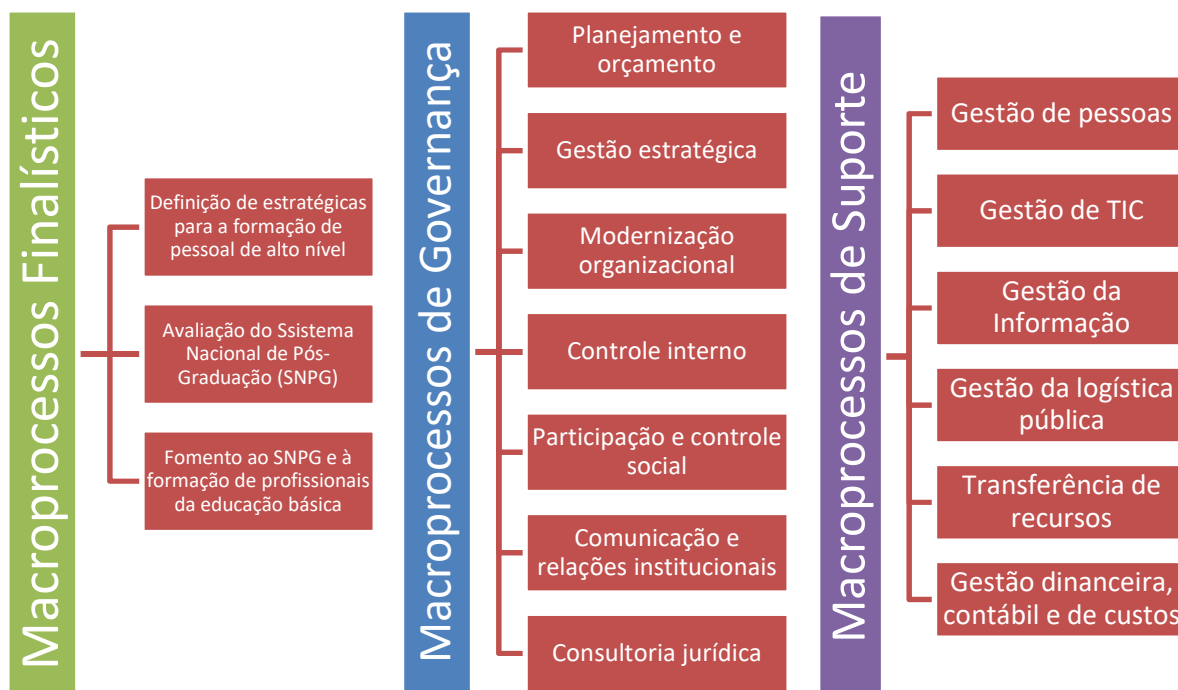 Macroprocessos Finalísticos
Definição de estratégicas
para a formação de
pessoal de alto nível
Avaliação do Ssistema
Nacional de Pós-
Graduação (SNPG)
Fomento ao SNPG e à
formação de profissionais
da educação básica
Macroprocessos de Governança
Planejamento e
orçamento
Gestão estratégica
Modernização
organizacional
Controle interno
Participação e controle
social
Comunicação e
relações institucionais
Consultoria jurídica
Macroprocessos de Suporte
Gestão de pessoas
Gestão de TIC
Gestão da
Informação
Gestão da logística
pública
Transferência de
recursos
Gestão dinanceira,
contábil e de custos